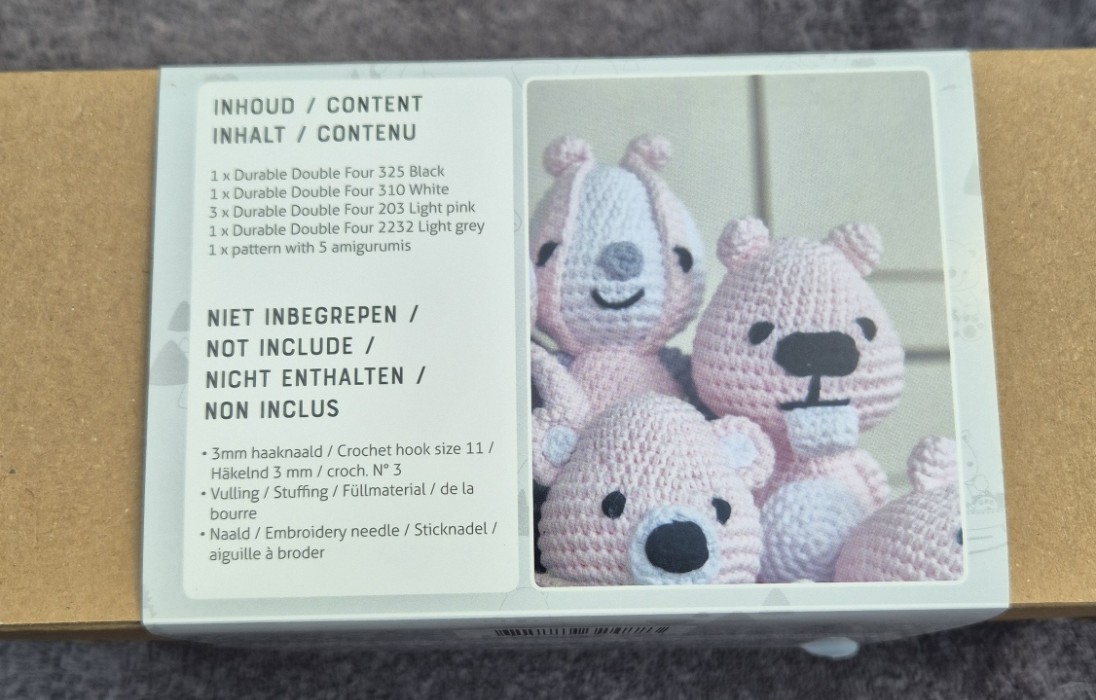 INHOUD / CONTENT
INHALT / CONTENU
1 x Durable Double Four 325 Black
1 x Durable Double Four 310 White
3 x Durable Double Four 203 Light pink
1 x Durable Double Four 2232 Light grey
1 x pattern with 5 amigurumis
NIET INBEGREPEN /
NOT INCLUDE /
NICHT ENTHALTEN /
NON INCLUS
• 3mm haaknaald / Crochet hook size 11 /
Häkelnd 3 mm / croch. N° 3
• Vulling / Stuffing / Füllmaterial / de la
bourre
• Naald / Embroidery needle / Sticknadel /
aiguille à broder